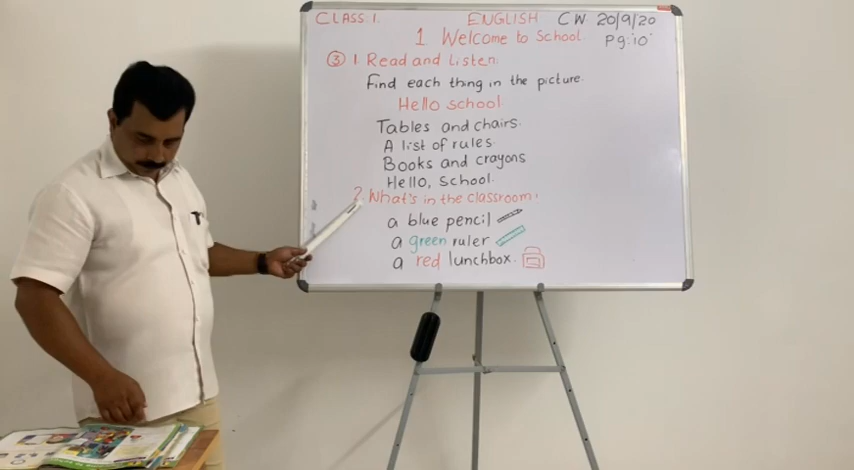 CLASS: 1. ENGLISH CW 20/9/20
1 Welcome to School. Pg:10
③ 1. Read and Listen.
Find each thing in the picture.
Hello school
Tables and chairs.
A list of rules.
Books and crayons
Hello, School.
2. What's in the classroom?
a blue pencil
a green ruler
a red lunchbox.